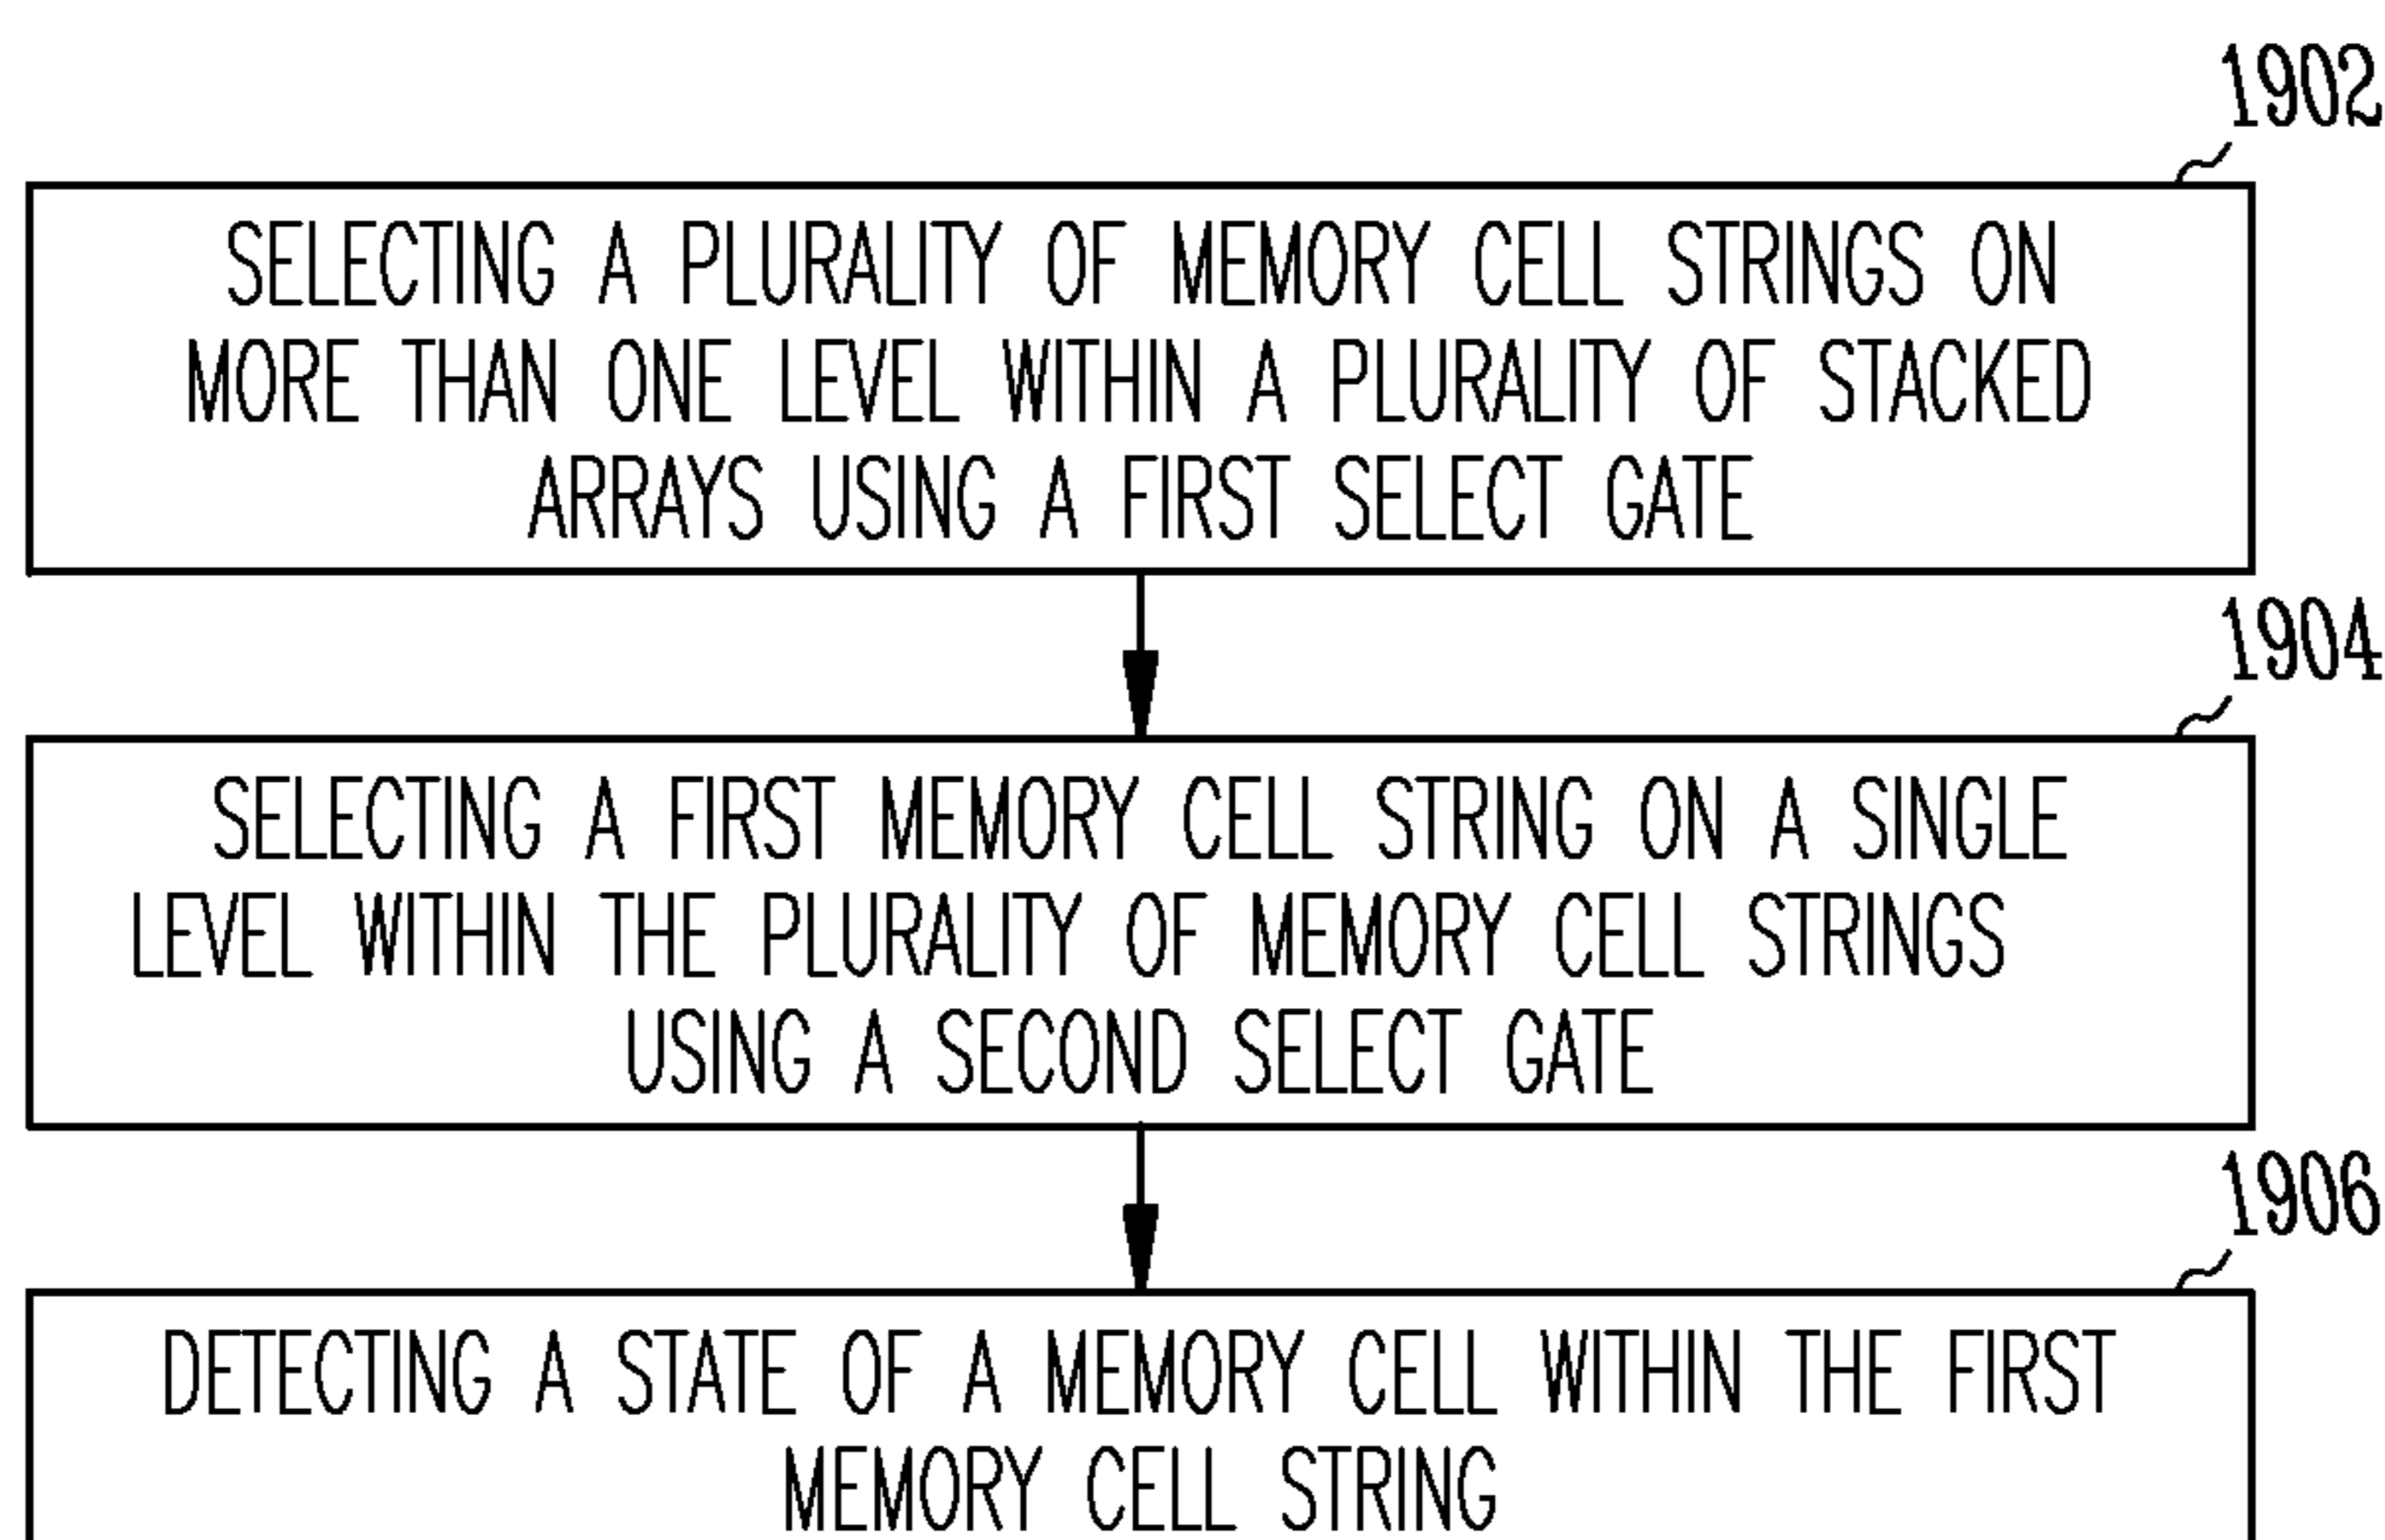 1902
SELECTING A PLURALITY OF MEMORY CELL STRINGS ON
MORE THAN ONE LEVEL WITHIN A PLURALITY OF STACKED
ARRAYS USING A FIRST SELECT GATE
1904
SELECTING A FIRST MEMORY CELL STRING ON A SINGLE
LEVEL WITHIN THE PLURALITY OF MEMORY CELL STRINGS
USING A SECOND SELECT GATE
1906
DETECTING A STATE OF A MEMORY CELL WITHIN THE FIRST
MEMORY CELL STRING